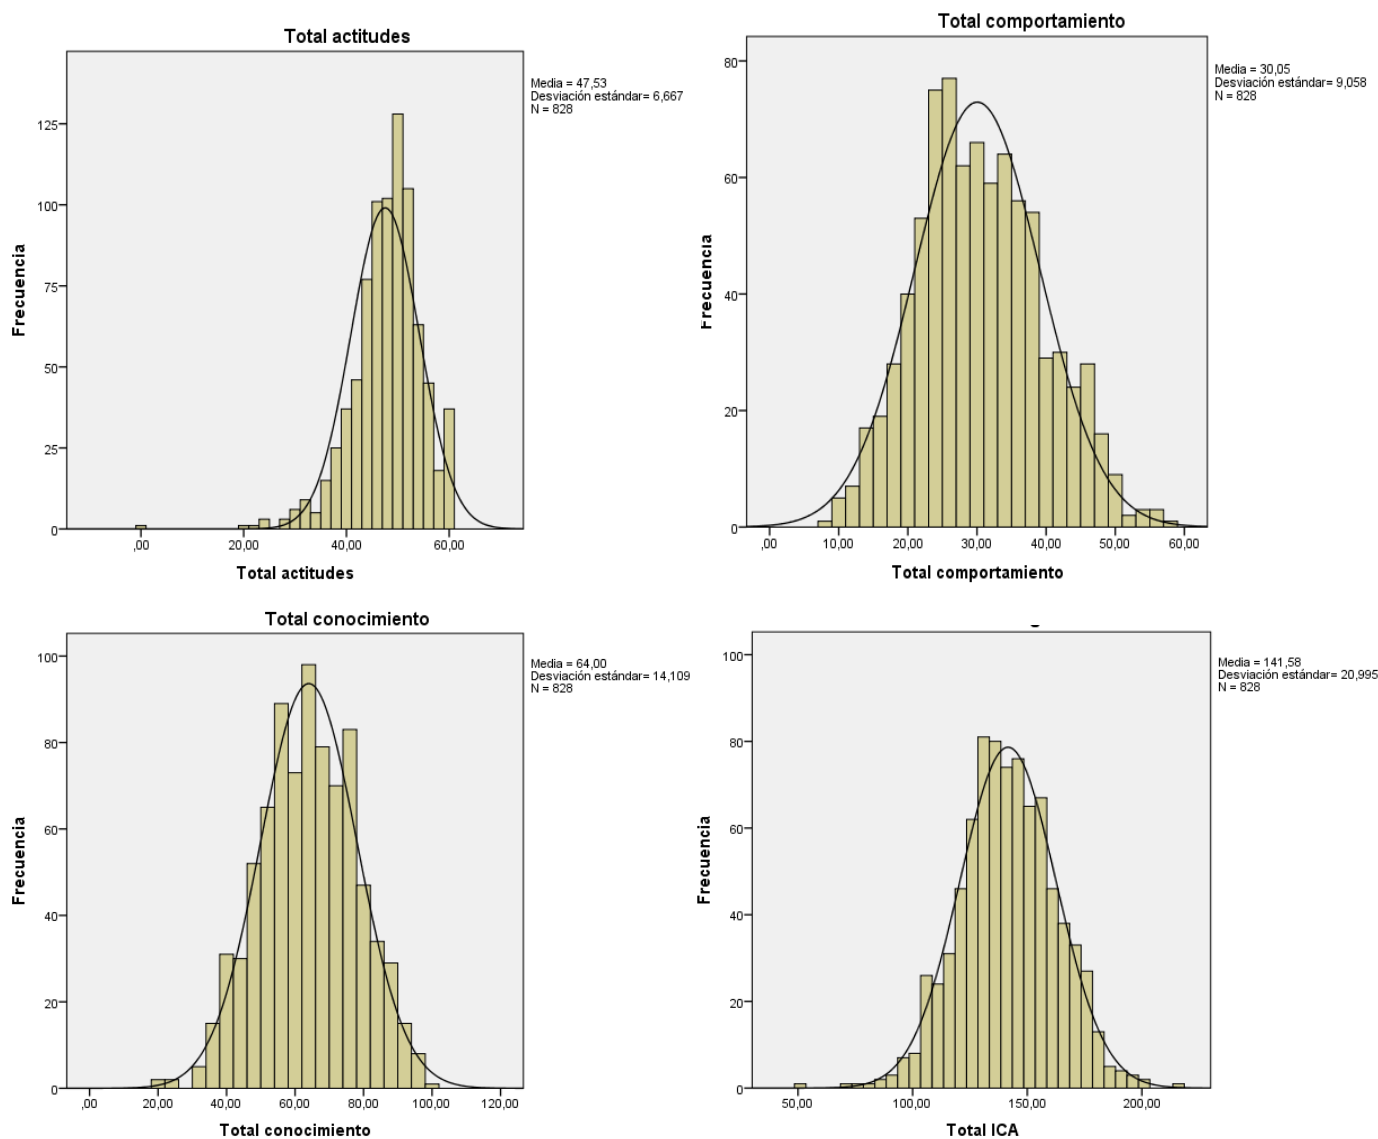 Total actitudes
Media = 47,53
Desviación estándar= 6,667
N = 828
Frecuencia
125
100
75
50
25
0
,00 20,00 40,00 60,00
Total actitudes
Total comportamiento
Media = 30,05
Desviación estándar= 9,058
N = 828
Frecuencia
80
60
40
20
0
,00 10,00 20,00 30,00 40,00 50,00 60,00
Total comportamiento
Total conocimiento
Media = 64,00
Desviación estándar= 14,109
N = 828
Frecuencia
100
80
60
40
20
0
,00 20,00 40,00 60,00 80,00 100,00 120,00
Total conocimiento
Media = 141,58
Desviación estándar= 20,995
N = 828
Frecuencia
100
80
60
40
20
0
50,00 100,00 150,00 200,00
Total ICA